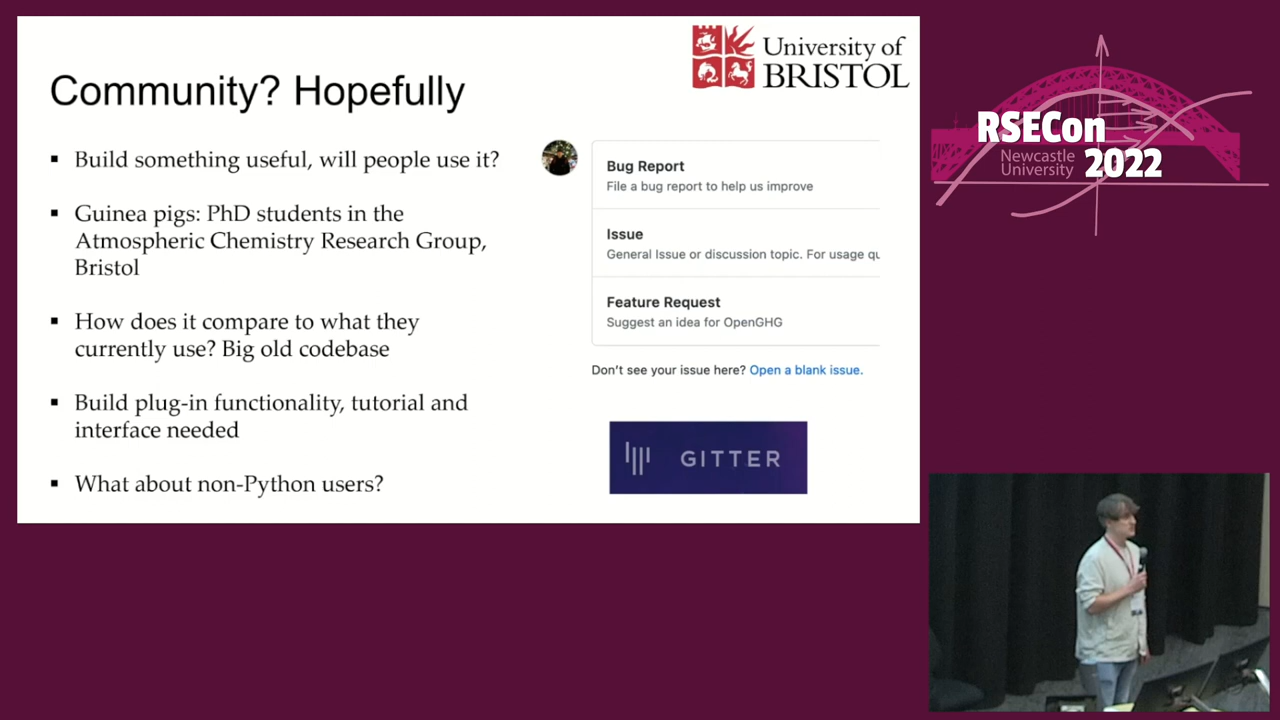 University of
BRISTOL
Community? Hopefully
▪ Build something useful, will people use it?
▪ Guinea pigs: PhD students in the
Atmospheric Chemistry Research Group,
Bristol
▪ How does it compare to what they
currently use? Big old codebase
▪ Build plug-in functionality, tutorial and
interface needed
▪ What about non-Python users?
Bug Report
File a bug report to help us improve
Issue
General Issue or discussion topic. For usage qu
Feature Request
Suggest an idea for OpenGHG
Don't see your issue here? Open a blank issue.
GITTER
RSECon
Newcastle
University
2022